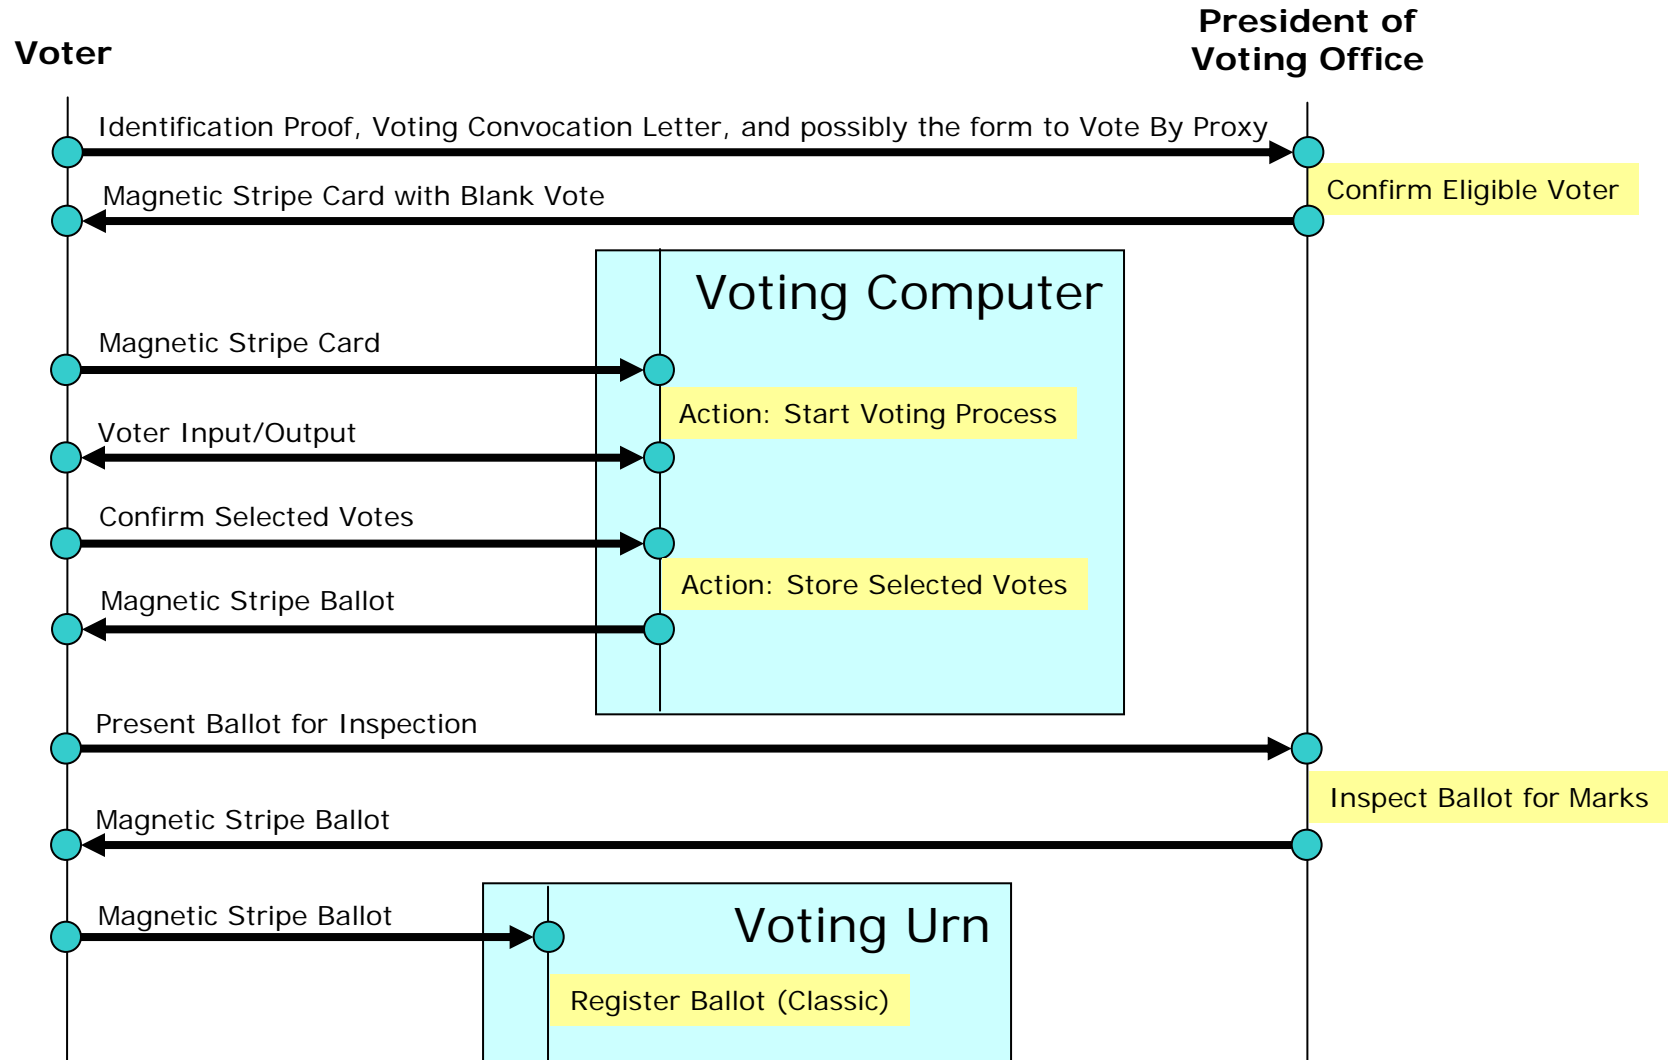 President of
Voting Office
Voter
Identification Proof, Voting Convocation Letter, and possibly the form to Vote By Proxy
Confirm Eligible Voter
Magnetic Stripe Card with Blank Vote
Voting Computer
Magnetic Stripe Card
Action: Start Voting Process
Voter Input/Output
Confirm Selected Votes
Action: Store Selected Votes
Magnetic Stripe Ballot
Present Ballot for Inspection
Inspect Ballot for Marks
Magnetic Stripe Ballot
Magnetic Stripe Ballot
Voting Urn
Register Ballot (Classic)